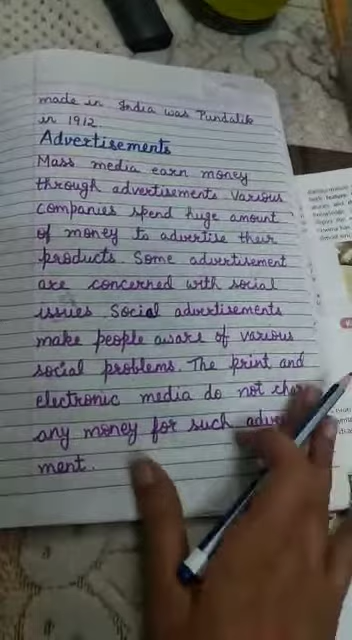 made in India was Pundalik
in 1912.
Advertisements
Mass media earn money
through advertisements. Various
companies spend huge amount
of money to advertise their
products. Some advertisement
are concerned with social
issues. Social advertisements
make people aware of various
social problems. The print and
electronic media do not
any money for such
ment.